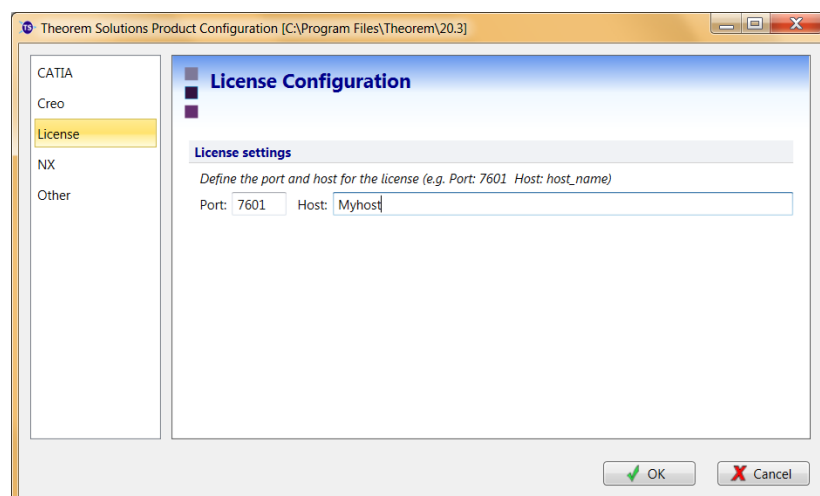 TS Theorem Solutions Product Configuration [C:\Program Files\Theorem\20.3]
CATIA
Creo
License
NX
Other
License Configuration
License settings
Define the port and host for the license (e.g. Port: 7601 Host: host_name)
Port: 7601 Host: Myhost
OK Cancel